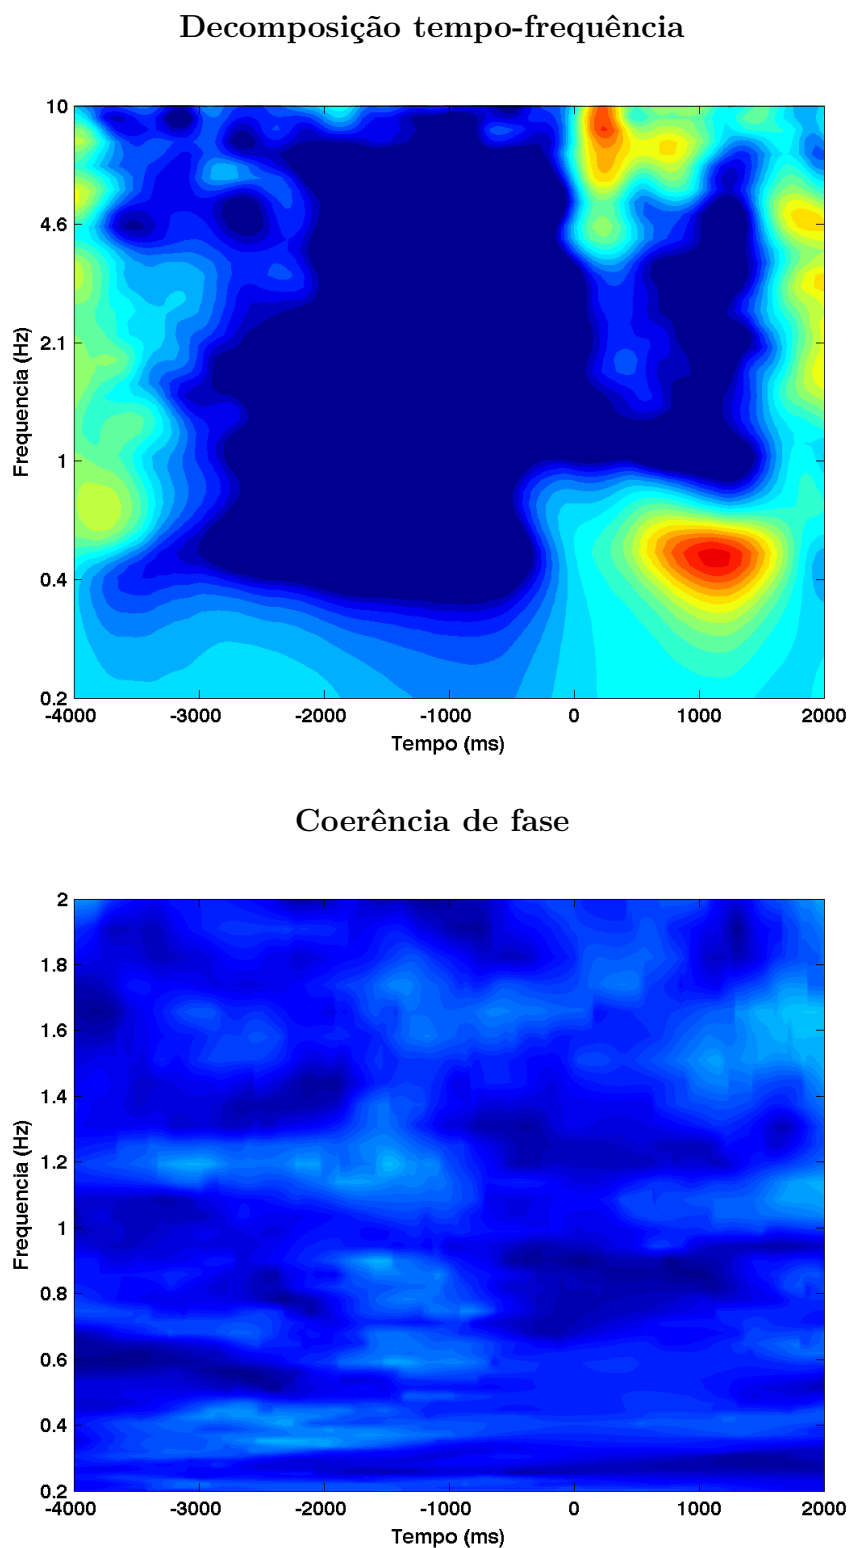 Decomposição tempo-frequência
10
4.6
2.1
1
0.4
0.2
Frequencia (Hz)
-4000 -3000 -2000 -1000 0 1000 2000
Tempo (ms)
Coerência de fase
2
1.8
1.6
1.4
1.2
1
0.8
0.6
0.4
0.2
Frequencia (Hz)
-4000 -3000 -2000 -1000 0 1000 2000
Tempo (ms)